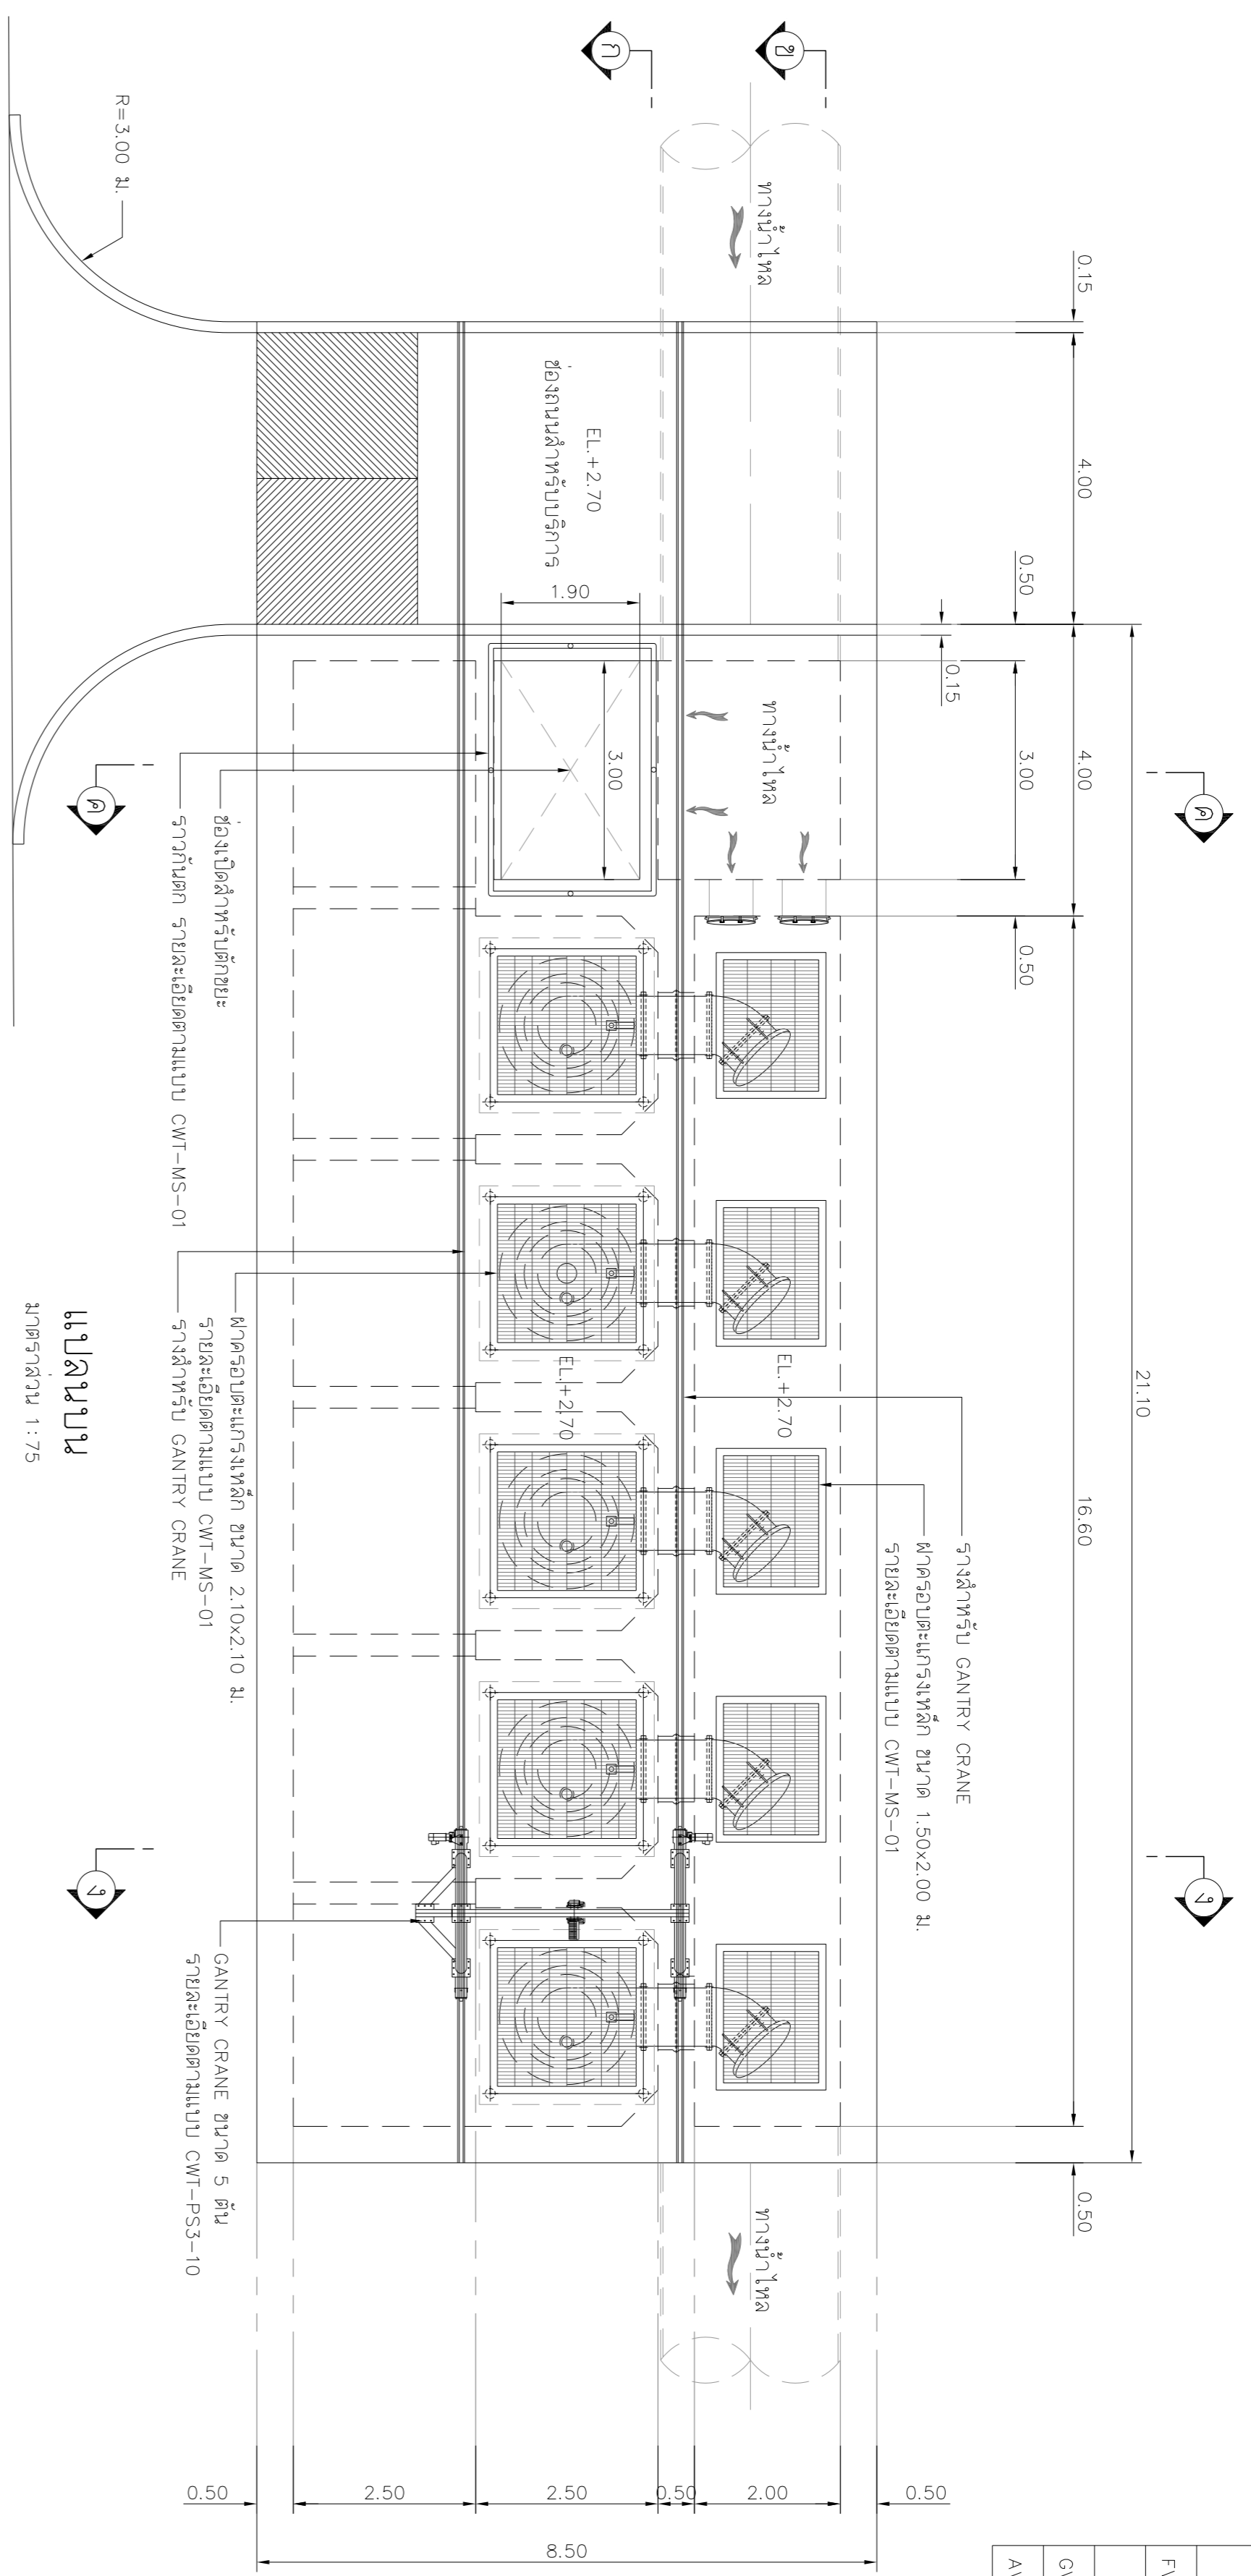 21.10
0.15
4.00
0.50
4.00
16.60
0.50
0.15
3.00
0.50
ข
ก
ค
ง
ทางน้ำไหล
ทางน้ำไหล
ทางน้ำไหล
รางสำหรับ GANTRY CRANE
ฝาครอบตะแกรงเหล็ก ขนาด 1.50x2.00 ม.
รายละเอียดตามแบบ CWT-MS-01
EL.+2.70
EL.+2.70
EL.+2.70
ช่องถนนสำหรับบริการ
1.90
3.00
0.50
2.00
0.50
2.50
2.50
0.50
8.50
R=3.00 ม.
ช่องเปิดสำหรับตักขยะ
ราวกันตก รายละเอียดตามแบบ CWT-MS-01
ฝาครอบตะแกรงเหล็ก ขนาด 2.10x2.10 ม.
รายละเอียดตามแบบ CWT-MS-01
รางสำหรับ GANTRY CRANE
GANTRY CRANE ขนาด 5 ตัน
รายละเอียดตามแบบ CWT-PS3-10
ค
ง
แปลนบน
มาตราส่วน 1:75